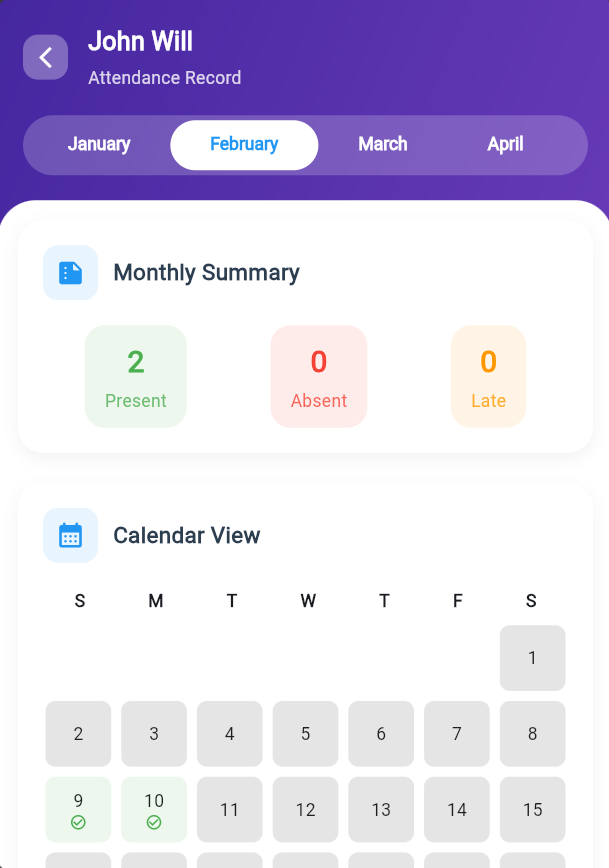 John Will
Attendance Record
January February March April
Monthly Summary
2 0 0
Present Absent Late
Calendar View
S M T W T F S
1
2 3 4 5 6 7 8
9 10 11 12 13 14 15